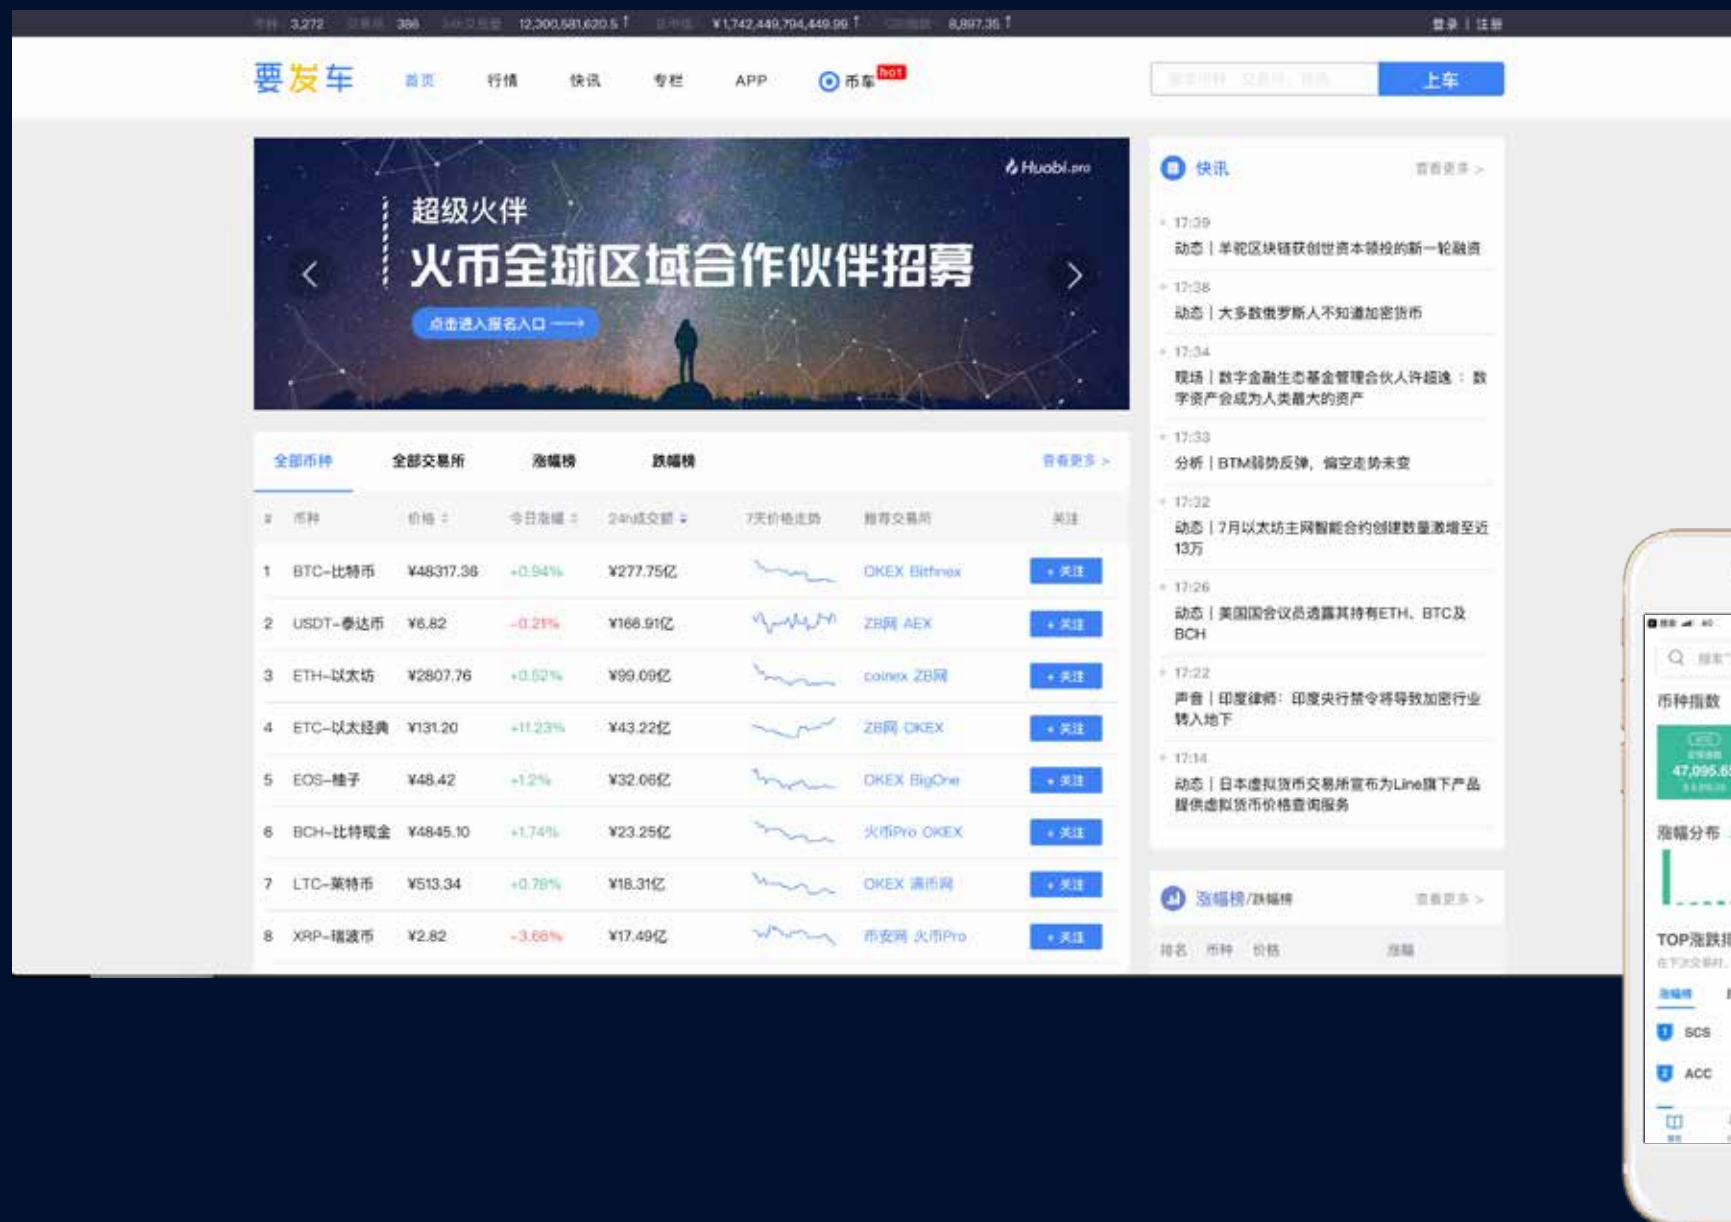 3,272 386 12,300,581,620.5↑ ¥1,742,449,794,449.99↑ 8,897.35↑ 登录 | 注册
要发车 首页 行情 快讯 专栏 APP 币车 hot 上车
Huobi.pro
超级火伴
火币全球区域合作伙伴招募
点击进入报名入口
快讯 查看更多 >
17:39
动态 | 羊驼区块链获创世资本领投的新一轮融资
17:38
动态 | 大多数俄罗斯人不知道加密货币
17:34
现场 | 数字金融生态基金管理合伙人许超逸 : 数
字资产会成为人类最大的资产
17:33
分析 | BTM弱势反弹, 偏空走势未变
17:32
动态 | 7月以太坊主网智能合约创建数量激增至近
13万
17:26
动态 | 美国国会议员透露其持有ETH、BTC及
BCH
17:22
声音 | 印度律师: 印度央行禁令将导致加密行业
转入地下
17:14
动态 | 日本虚拟货币交易所宣布为Line旗下产品
提供虚拟货币价格查询服务
全部币种 全部交易所 涨幅榜 跌幅榜 查看更多 >
# 币种 价格 今日涨幅 24h成交额 7天价格走势 推荐交易所 关注
1 BTC-比特币 ¥48317.36 +0.94% ¥277.75亿 OKEX Bitfinex + 关注
2 USDT-泰达币 ¥6.82 -0.21% ¥166.91亿 ZB网 AEX + 关注
3 ETH-以太坊 ¥2807.76 +0.52% ¥99.09亿 coinex ZB网 + 关注
4 ETC-以太经典 ¥131.20 +11.23% ¥43.22亿 ZB网 OKEX + 关注
5 EOS-柚子 ¥48.42 +1.2% ¥32.06亿 OKEX BigOne + 关注
6 BCH-比特现金 ¥4845.10 +1.74% ¥23.25亿 火币Pro OKEX + 关注
7 LTC-莱特币 ¥513.34 +0.78% ¥18.31亿 OKEX 满币网 + 关注
8 XRP-瑞波币 ¥2.82 -3.66% ¥17.49亿 币安网 火币Pro + 关注
涨幅榜/跌幅榜 查看更多 >
排名 币种 价格 涨幅
币种指数
47,095.6
涨幅分布
TOP涨跌排
在下次交易时,
涨幅榜
1 SCS
2 ACC